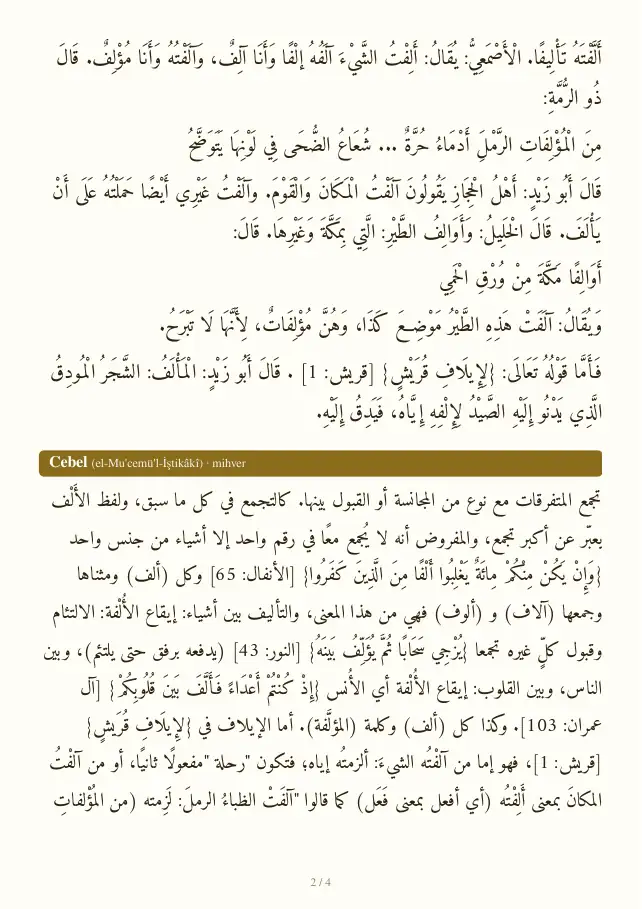 أَلَّفْتَهُ تَأْلِيفًا. الْأَصْمَعِيُّ: يُقَالُ: أَلِفْتُ الشَّيْءَ آلَفُهُ إِلْفًا وَأَنَا آلِفٌ، وَآلَفْتُهُ وَأَنَا مُؤْلِفٌ. قَالَ
ذُو الرُّمَّةِ:
مِنَ الْمُؤْلِفَاتِ الرَّمْلَ أَدْمَاءُ حُرَّةٌ ... شُعَاعُ الضُّحَى فِي لَوْنِهَا يَتَوَضَّحُ
قَالَ أَبُو زَيْدٍ: أَهْلُ الْحِجَازِ يَقُولُونَ آلَفْتُ الْمَكَانَ وَالْقَوْمَ. وَآلَفْتُ غَيْرِي أَيْضًا حَمَلْتُهُ عَلَى أَنْ
يَأْلَفَ. قَالَ الْخَلِيلُ: وَأَوَالِفُ الطَّيْرِ: الَّتِي بِمَكَّةَ وَغَيْرِهَا. قَالَ:
أَوَالِفًا مَكَّةَ مِنْ وُرْقِ الْحَمِي
وَيُقَالُ: آلَفَتْ هَذِهِ الطَّيْرُ مَوْضِعَ كَذَا، وَهُنَّ مُؤْلِفَاتٌ، لِأَنَّهَا لَا تَبْرَحُ.
فَأَمَّا قَوْلُهُ تَعَالَى: {لِإِيلَافِ قُرَيْشٍ} [قريش: 1] . قَالَ أَبُو زَيْدٍ: الْمَأْلَفُ: الشَّجَرُ الْمُودِقُ
الَّذِي يَدْنُو إِلَيْهِ الصَّيْدُ لِإِلْفِهِ إِيَّاهُ، فَيَدِقُ إِلَيْهِ.
Cebel (el-Mu'cemü'l-İştikâkî) · mihver
تجمع المتفرقات مع نوع من المجانسة أو القبول بينها. كالتجمع في كل ما سبق، ولفظ الأَلْف
يعبّر عن أكبر تجمع، والمفروض أنه لا يُجمع معًا في رقم واحد إلا أشياء من جنس واحد
{وَإِنْ يَكُنْ مِنْكُمْ مِائَةٌ يَغْلِبُوا أَلْفًا مِنَ الَّذِينَ كَفَرُوا} [الأنفال: 65] وكل (ألف) ومثناها
وجمعها (آلاف) و (ألوف) فهي من هذا المعنى، والتأليف بين أشياء: إيقاع الأُلْفة: الالتئام
وقبول كلٍّ غيره تجمعا {يُزْجِي سَحَابًا ثُمَّ يُؤَلِّفُ بَيْنَهُ} [النور: 43] (يدفعه برفق حتى يلتئم)، وبين
الناس، وبين القلوب: إيقاع الأُلْفة أي الأُنس {إِذْ كُنْتُمْ أَعْدَاءً فَأَلَّفَ بَيْنَ قُلُوبِكُمْ} [آل
عمران: 103]. وكذا كل (ألف) وكلمة (المؤلَّفة). أما الإيلاف في {لِإِيلَافِ قُرَيْشٍ}
[قريش: 1]، فهو إما من آلَفْتُه الشيءَ: ألزمتُه إياه؛ فتكون "رحلة "مفعولًا ثانيًا، أو من آلَفْتُ
المكانَ بمعنى أَلِفْتُه (أي أفعل بمعنى فَعَل) كما قالوا "آلَفَتْ الظباءُ الرملَ: لَزِمته (من المُؤْلفاتِ
2 / 4